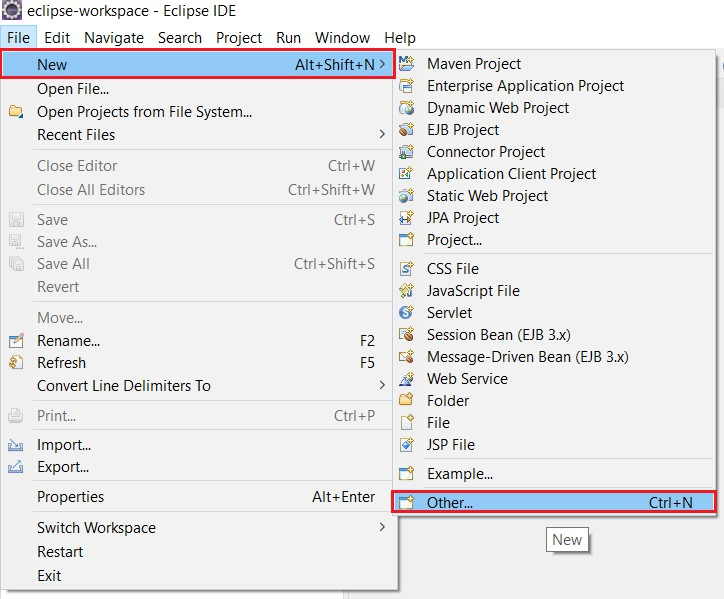 eclipse-workspace - Eclipse IDE
File Edit Navigate Search Project Run Window Help
New Alt+Shift+N >
Open File...
Open Projects from File System...
Recent Files >
Close Editor Ctrl+W
Close All Editors Ctrl+Shift+W
Save Ctrl+S
Save As...
Save All Ctrl+Shift+S
Revert
Move...
Rename... F2
Refresh F5
Convert Line Delimiters To >
Print... Ctrl+P
Import...
Export...
Properties Alt+Enter
Switch Workspace >
Restart
Exit
Maven Project
Enterprise Application Project
Dynamic Web Project
EJB Project
Connector Project
Application Client Project
Static Web Project
JPA Project
Project...
CSS File
JavaScript File
Servlet
Session Bean (EJB 3.x)
Message-Driven Bean (EJB 3.x)
Web Service
Folder
File
JSP File
Example...
Other... Ctrl+N
New